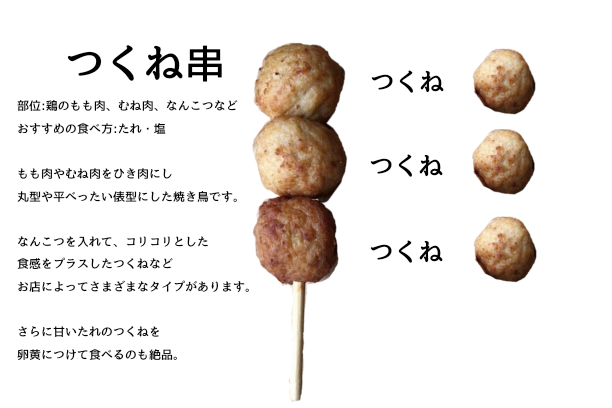 つくね串
部位:鶏のもも肉、むね肉、なんこつなど
おすすめの食べ方:たれ・塩
もも肉やむね肉をひき肉にし
丸型や平べったい俵型にした焼き鳥です。
なんこつを入れて、コリコリとした
食感をプラスしたつくねなど
お店によってさまざまなタイプがあります。
さらに甘いたれのつくねを
卵黄につけて食べるのも絶品。
つくね
つくね
つくね